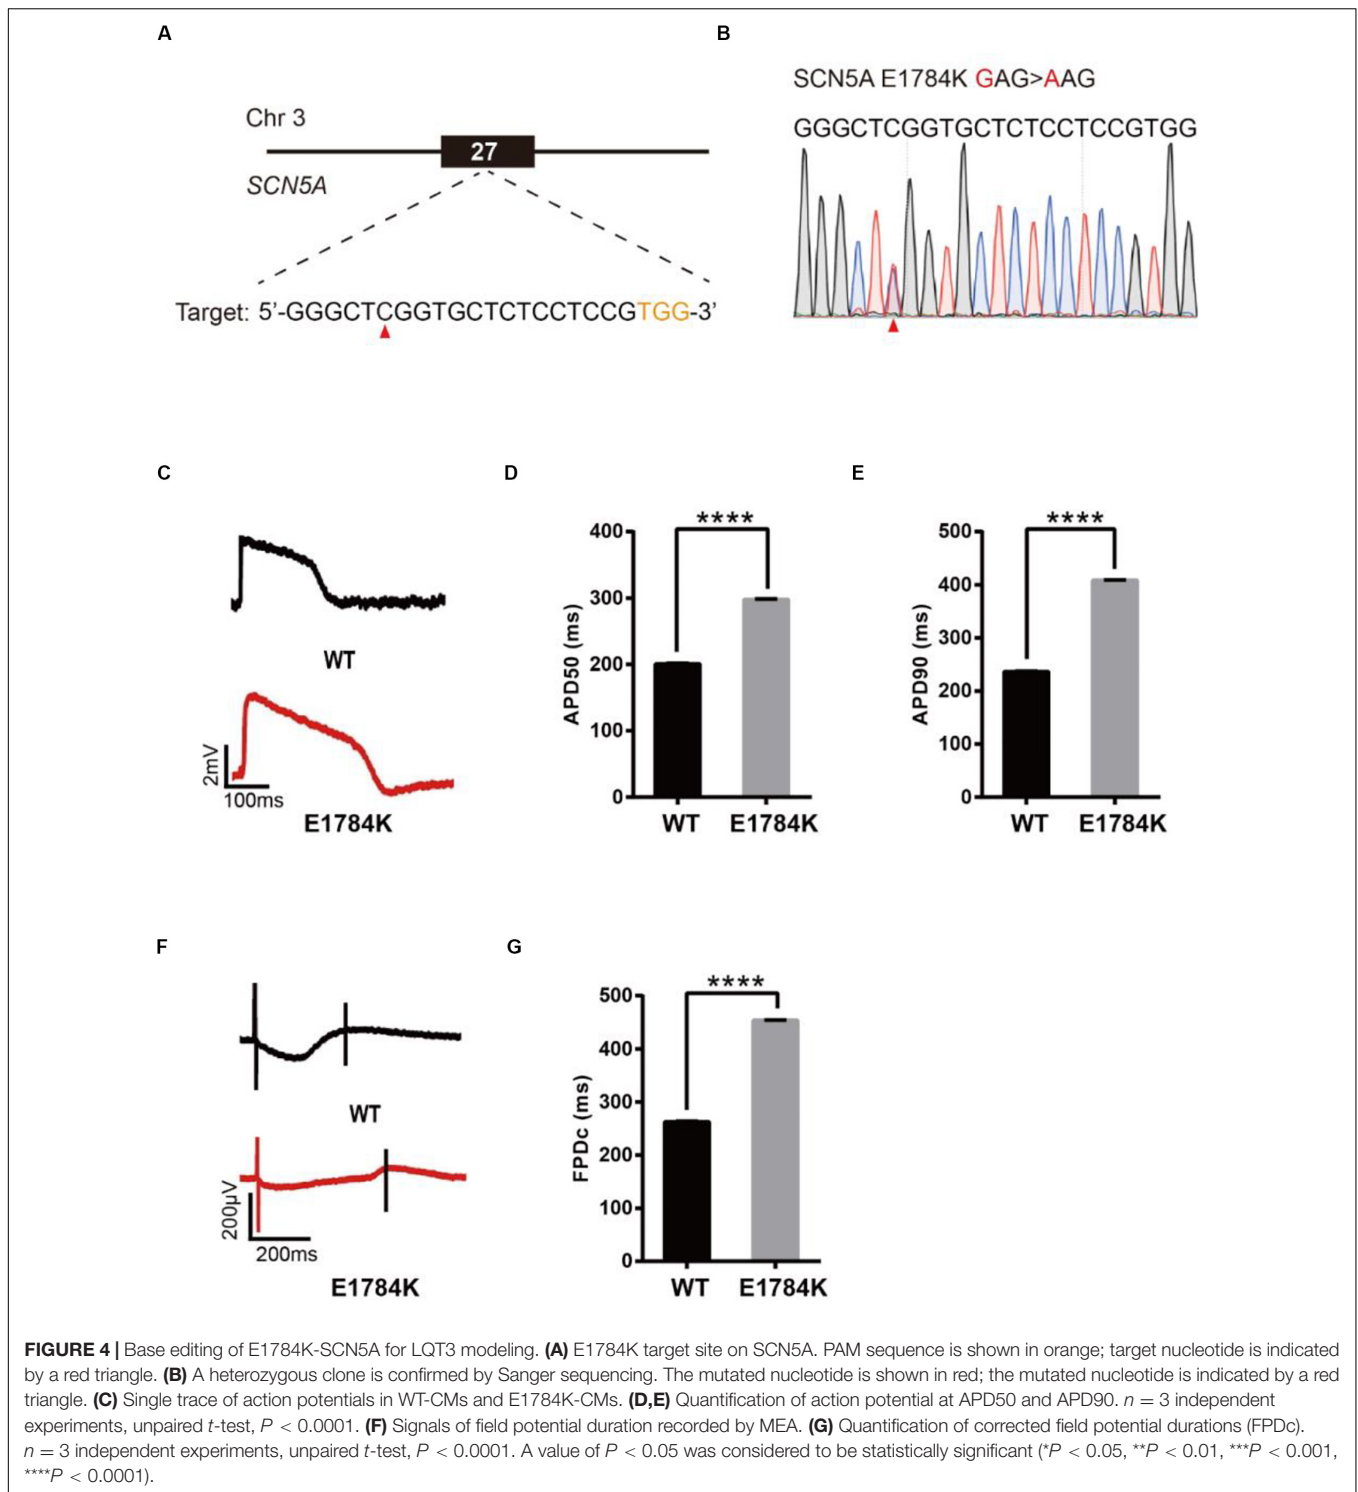 A
Chr 3
27
SCN5A
Target: 5’-GGGCTCGGTGCTCTCCTCCGTGG-3’
B
SCN5A E1784K GAG>AAG
GGGCTCGGTGCTCTCCTCCGTGG
C
WT
2mV
100ms
E1784K
D
****
APD50 (ms)
400
300
200
100
0
WT E1784K
E
****
APD90 (ms)
500
400
300
200
100
0
WT E1784K
F
WT
200μV
200ms
E1784K
G
****
FPDc (ms)
500
400
300
200
100
0
WT E1784K
FIGURE 4 | Base editing of E1784K-SCN5A for LQT3 modeling. (A) E1784K target site on SCN5A. PAM sequence is shown in orange; target nucleotide is indicated
by a red triangle. (B) A heterozygous clone is confirmed by Sanger sequencing. The mutated nucleotide is shown in red; the mutated nucleotide is indicated by a red
triangle. (C) Single trace of action potentials in WT-CMs and E1784K-CMs. (D,E) Quantification of action potential at APD50 and APD90. n = 3 independent
experiments, unpaired t-test, P < 0.0001. (F) Signals of field potential duration recorded by MEA. (G) Quantification of corrected field potential durations (FPDc).
n = 3 independent experiments, unpaired t-test, P < 0.0001. A value of P < 0.05 was considered to be statistically significant (*P < 0.05, **P < 0.01, ***P < 0.001,
****P < 0.0001).